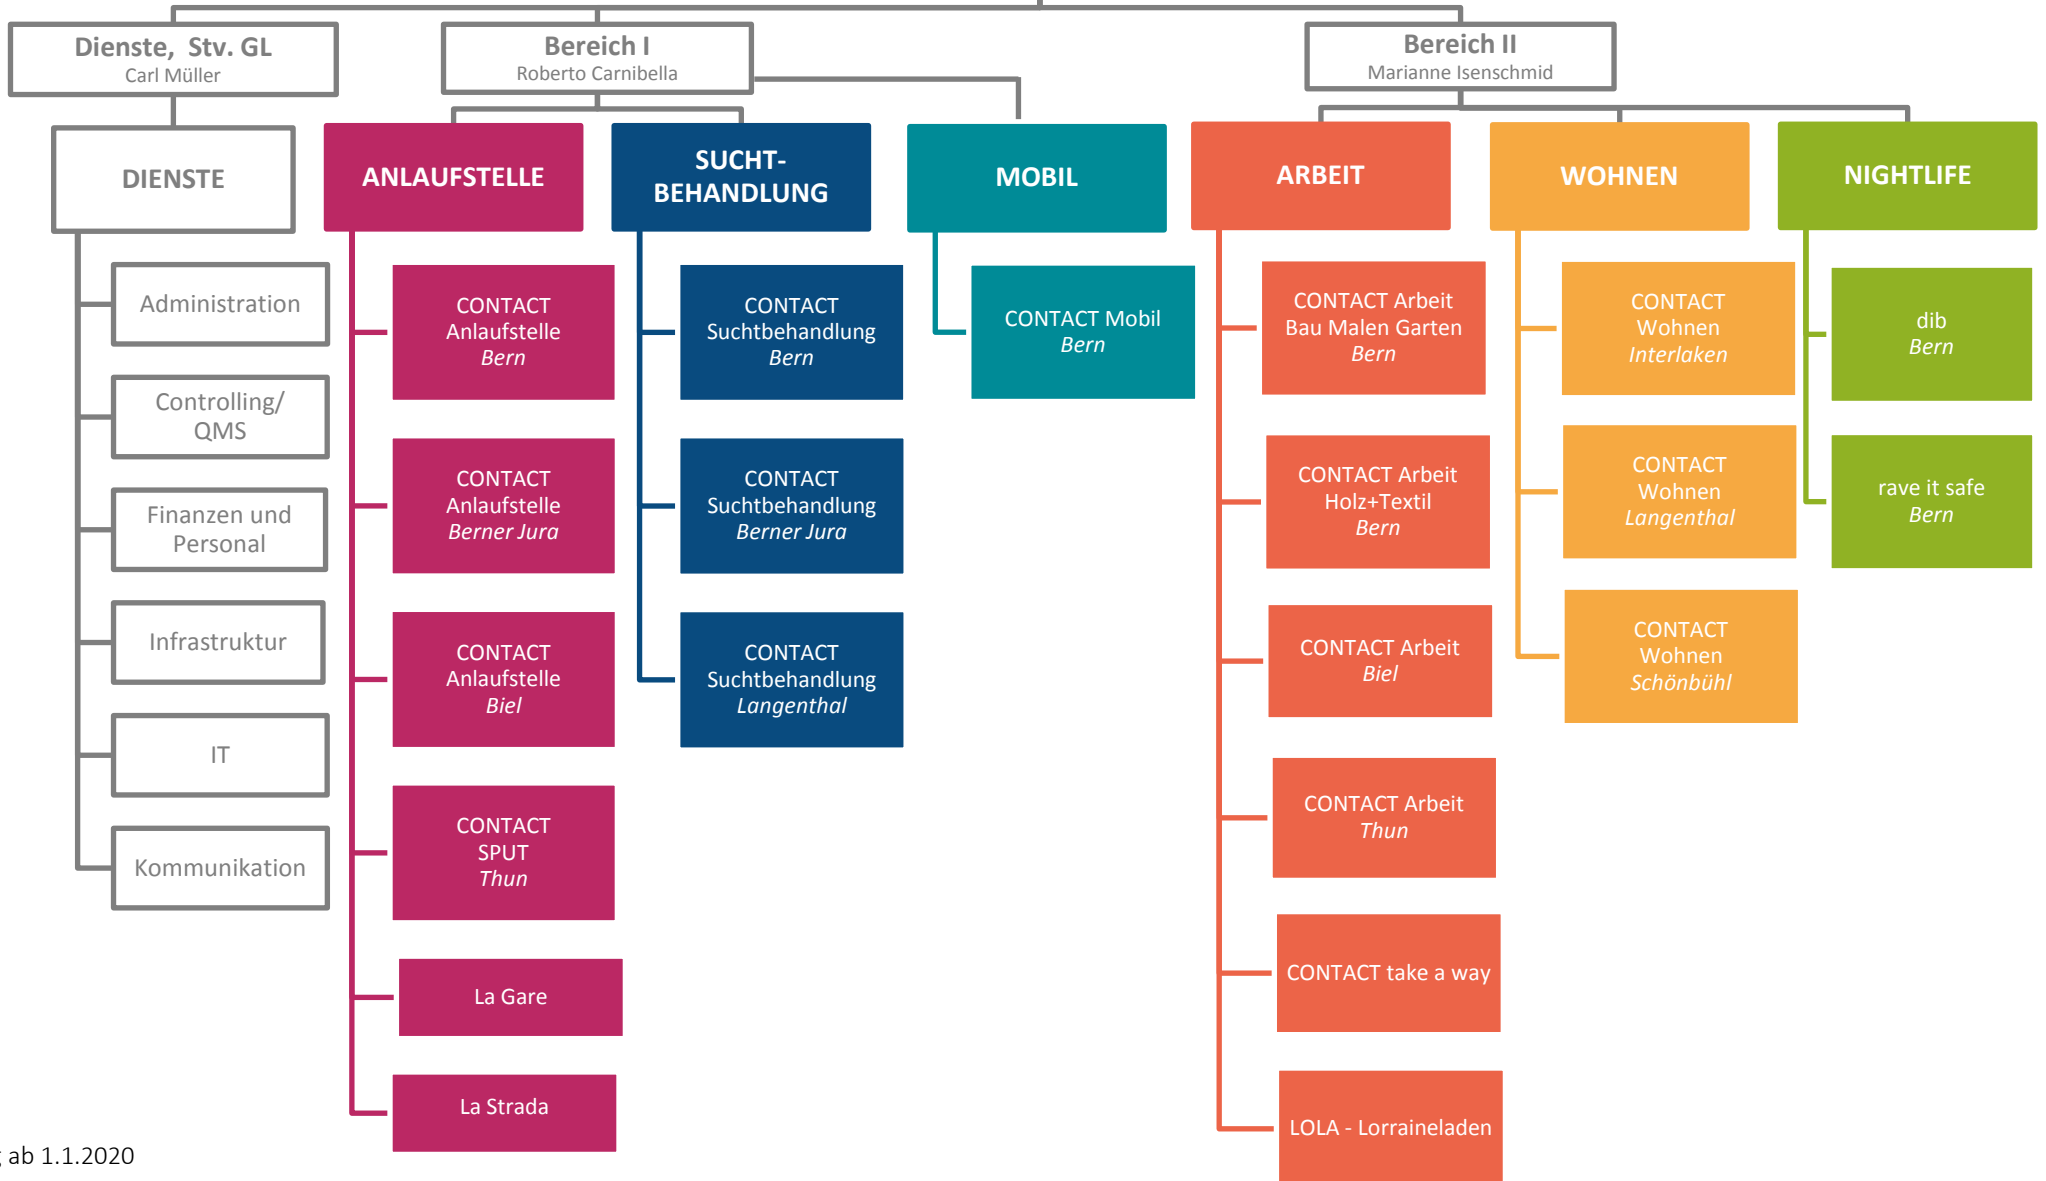 Dienste, Stv. GL
Carl Müller
Bereich I
Roberto Carnibella
Bereich II
Marianne Isenschmid
DIENSTE
Administration
Controlling/
QMS
Finanzen und
Personal
Infrastruktur
IT
Kommunikation
ANLAUFSTELLE
CONTACT
Anlaufstelle
Bern
CONTACT
Anlaufstelle
Berner Jura
CONTACT
Anlaufstelle
Biel
CONTACT
SPUT
Thun
La Gare
La Strada
SUCHT-
BEHANDLUNG
CONTACT
Suchtbehandlung
Bern
CONTACT
Suchtbehandlung
Berner Jura
CONTACT
Suchtbehandlung
Langenthal
MOBIL
CONTACT Mobil
Bern
ARBEIT
CONTACT Arbeit
Bau Malen Garten
Bern
CONTACT Arbeit
Holz+Textil
Bern
CONTACT Arbeit
Biel
CONTACT Arbeit
Thun
CONTACT take a way
LOLA - Lorraineladen
WOHNEN
CONTACT
Wohnen
Interlaken
CONTACT
Wohnen
Langenthal
CONTACT
Wohnen
Schönbühl
NIGHTLIFE
dib
Bern
rave it safe
Bern
ab 1.1.2020